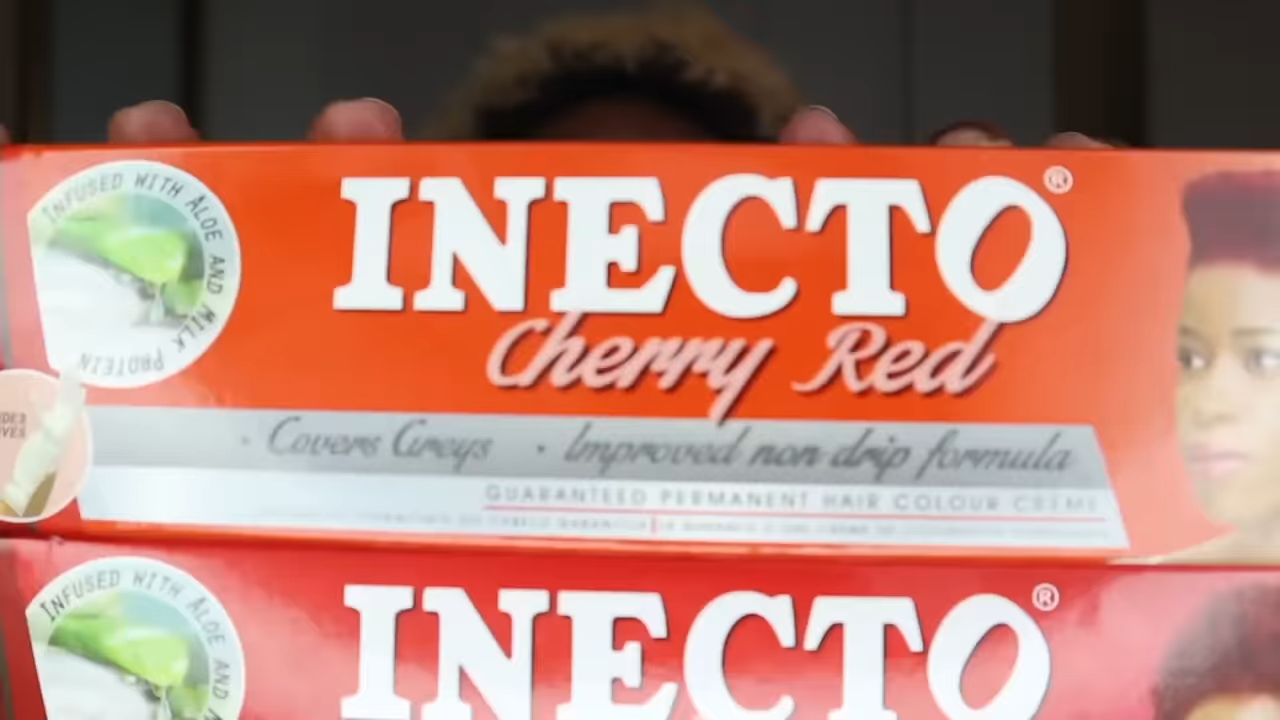 INFUSED WITH ALOE AND MILK PROTEIN
INECTO®
Cherry Red
· Covers Greys · Improved non drip formula
GUARANTEED PERMANENT HAIR COLOUR CREME
INFUSED WITH ALOE AND
INECTO®